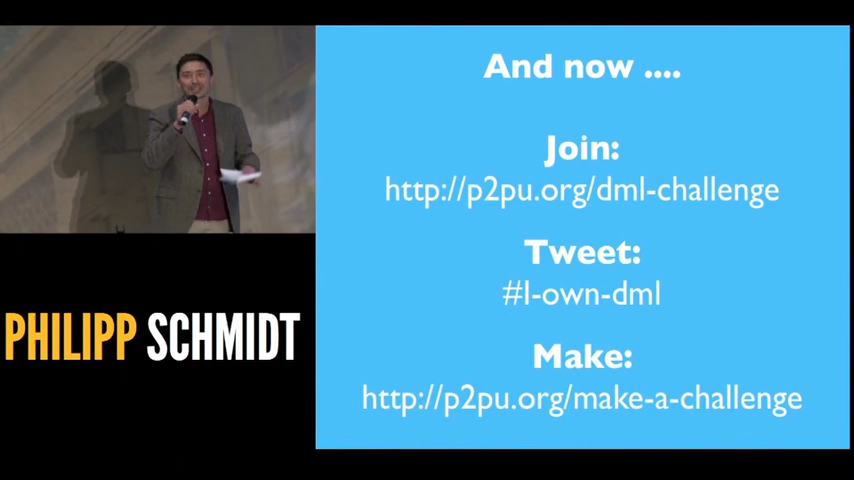 And now ....
Join:
http://p2pu.org/dml-challenge
Tweet:
#I-own-dml
Make:
http://p2pu.org/make-a-challenge
PHILIPP SCHMIDT